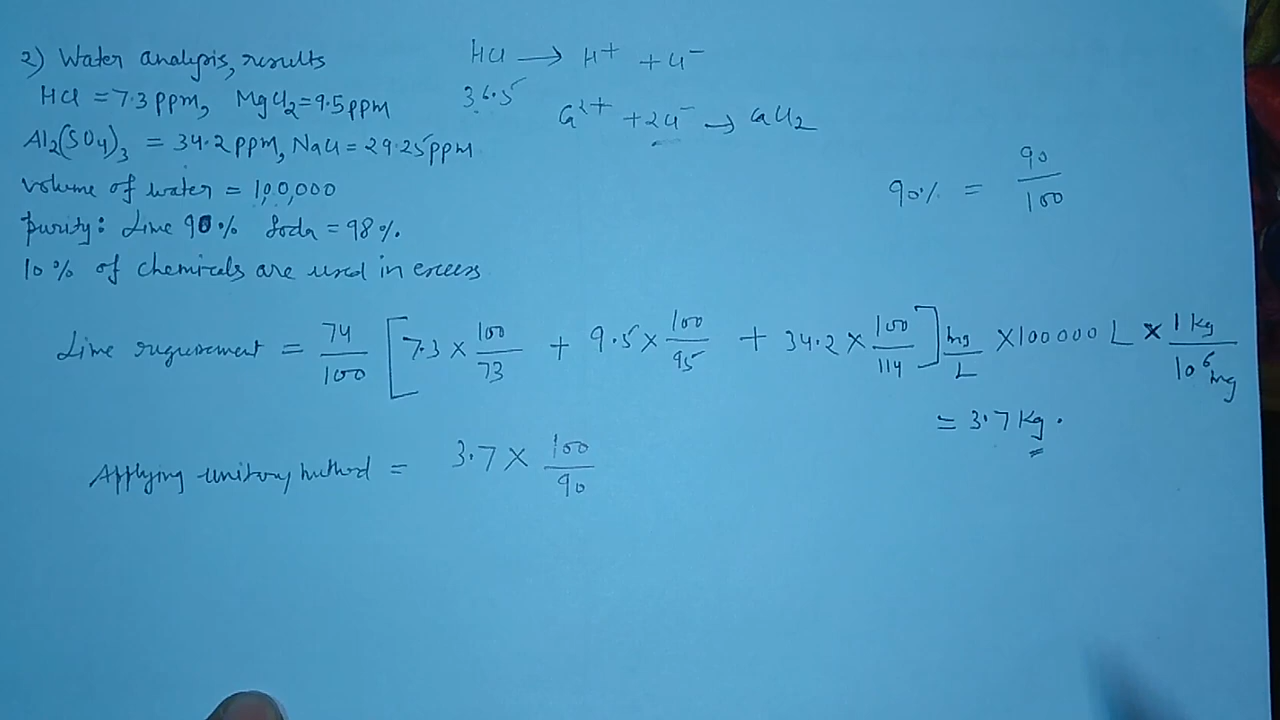 2) Water analysis, results
HCl = 7.3 ppm, MgCl2 = 9.5 ppm
Al2(SO4)3 = 34.2 ppm, NaCl = 29.25 ppm
volume of water = 1,00,000
purity: Lime 90% Soda = 98%.
10% of chemicals are used in excess
HCl → H+ + Cl-
36.5
Ca2+ + 2Cl- → CaCl2
90% = 90/100
Lime requirement = 74/100 [7.3 × 100/73 + 9.5 × 100/95 + 34.2 × 100/114] mg/L × 100000 L × 1 kg/10^6 mg
= 3.7 Kg.
Applying unitary method = 3.7 × 100/90